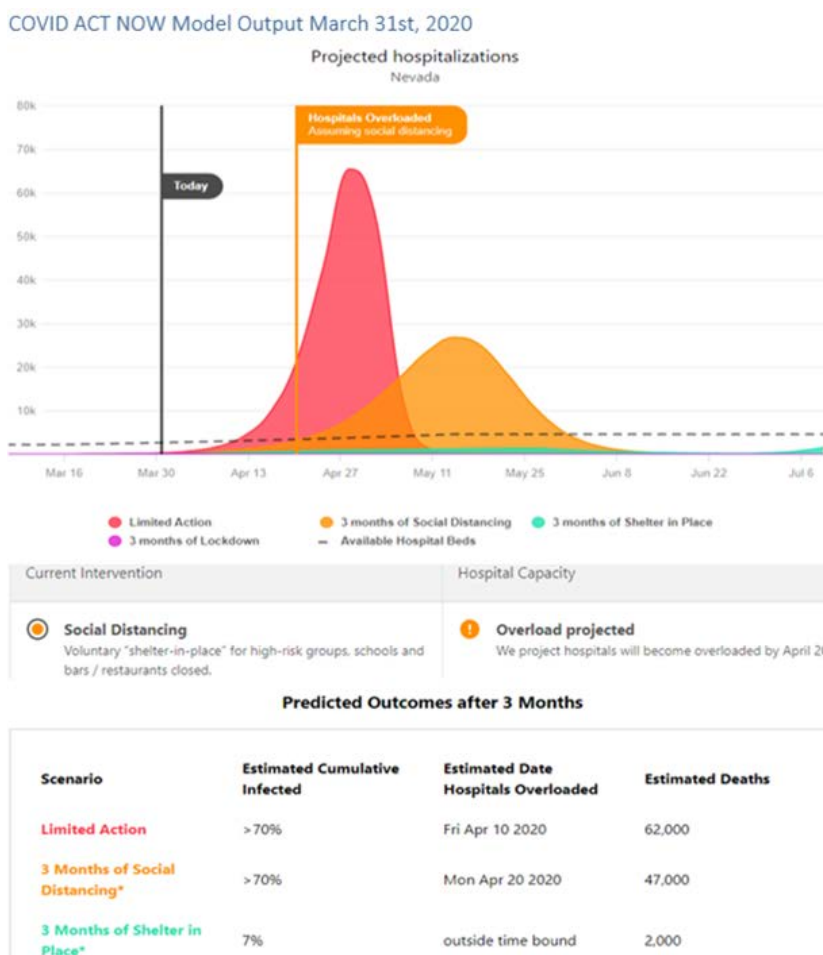 COVID ACT NOW Model Output March 31st, 2020
Projected hospitalizations
Nevada
80k
Hospitals Overloaded
Assuming social distancing
70k
Today
60k
50k
40k
30k
20k
10k
Mar 16 Mar 30 Apr 13 Apr 27 May 11 May 25 Jun 8 Jun 22 Jul 6
Limited Action 3 months of Social Distancing 3 months of Shelter in Place
3 months of Lockdown Available Hospital Beds
Current Intervention Hospital Capacity
Social Distancing Overload projected
Voluntary "shelter-in-place" for high-risk groups, schools and We project hospitals will become overloaded by April
bars / restaurants closed.
Predicted Outcomes after 3 Months
Estimated Cumulative Estimated Date
Scenario Infected Hospitals Overloaded Estimated Deaths
Limited Action >70% Fri Apr 10 2020 62,000
3 Months of Social
Distancing* >70% Mon Apr 20 2020 47,000
3 Months of Shelter in
Place* 7% outside time bound 2,000